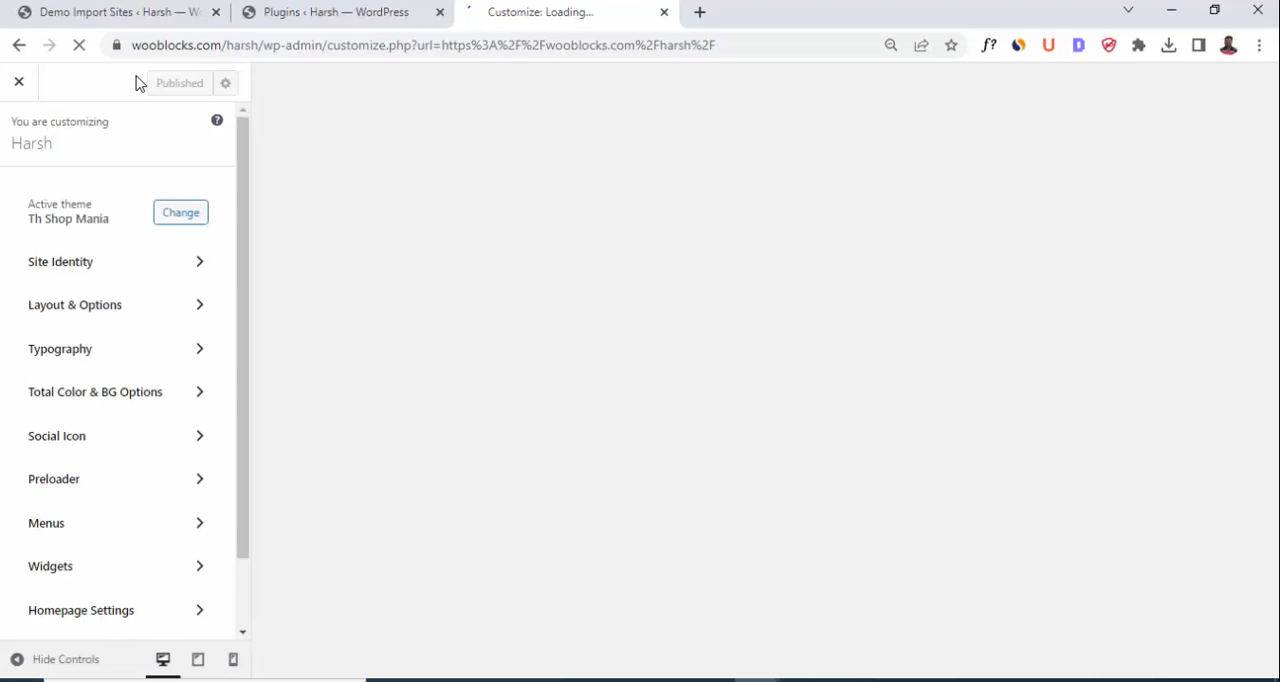 Demo Import Sites ‹ Harsh — W
Plugins ‹ Harsh — WordPress
Customize: Loading...
wooblocks.com/harsh/wp-admin/customize.php?url=https%3A%2F%2Fwooblocks.com%2Fharsh%2F
f?
U
D
Published
You are customizing
Harsh
Active theme
Th Shop Mania
Change
Site Identity
Layout & Options
Typography
Total Color & BG Options
Social Icon
Preloader
Menus
Widgets
Homepage Settings
Hide Controls